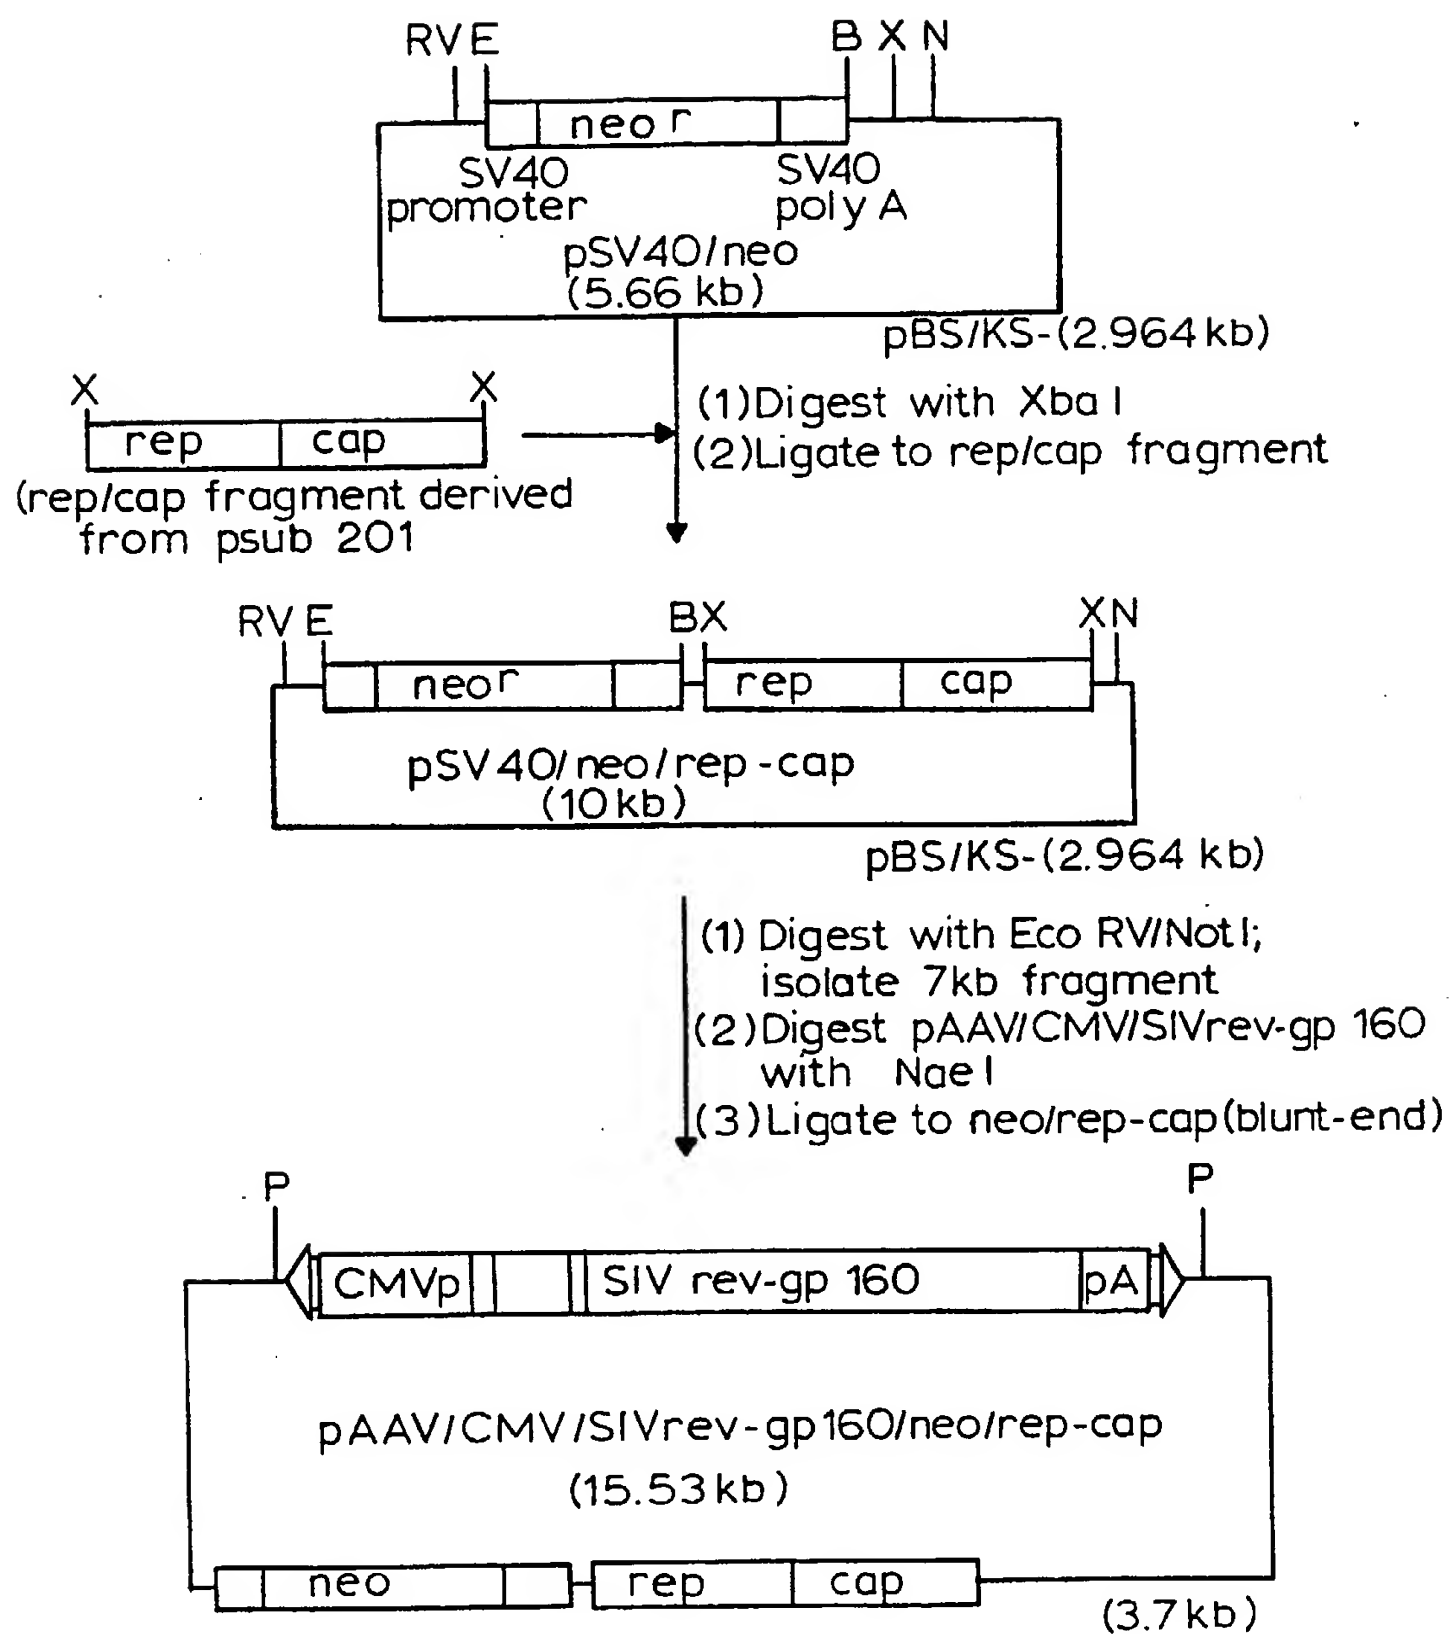 RV E B X N
neo r
SV40 promoter
SV40 poly A
pSV40/neo
(5.66 kb)
pBS/KS-(2.964 kb)
X X
rep cap
(rep/cap fragment derived
from psub 201
(1)Digest with Xba I
(2)Ligate to rep/cap fragment
RV E B X X N
neo r rep cap
pSV40/neo/rep-cap
(10 kb)
pBS/KS-(2.964 kb)
(1) Digest with Eco RV/Not I;
isolate 7kb fragment
(2)Digest pAAV/CMV/SIVrev-gp 160
with Nae I
(3)Ligate to neo/rep-cap(blunt-end)
P P
CMVp SIV rev-gp 160 pA
pAAV/CMV/SIVrev-gp160/neo/rep-cap
(15.53 kb)
neo rep cap
(3.7 kb)